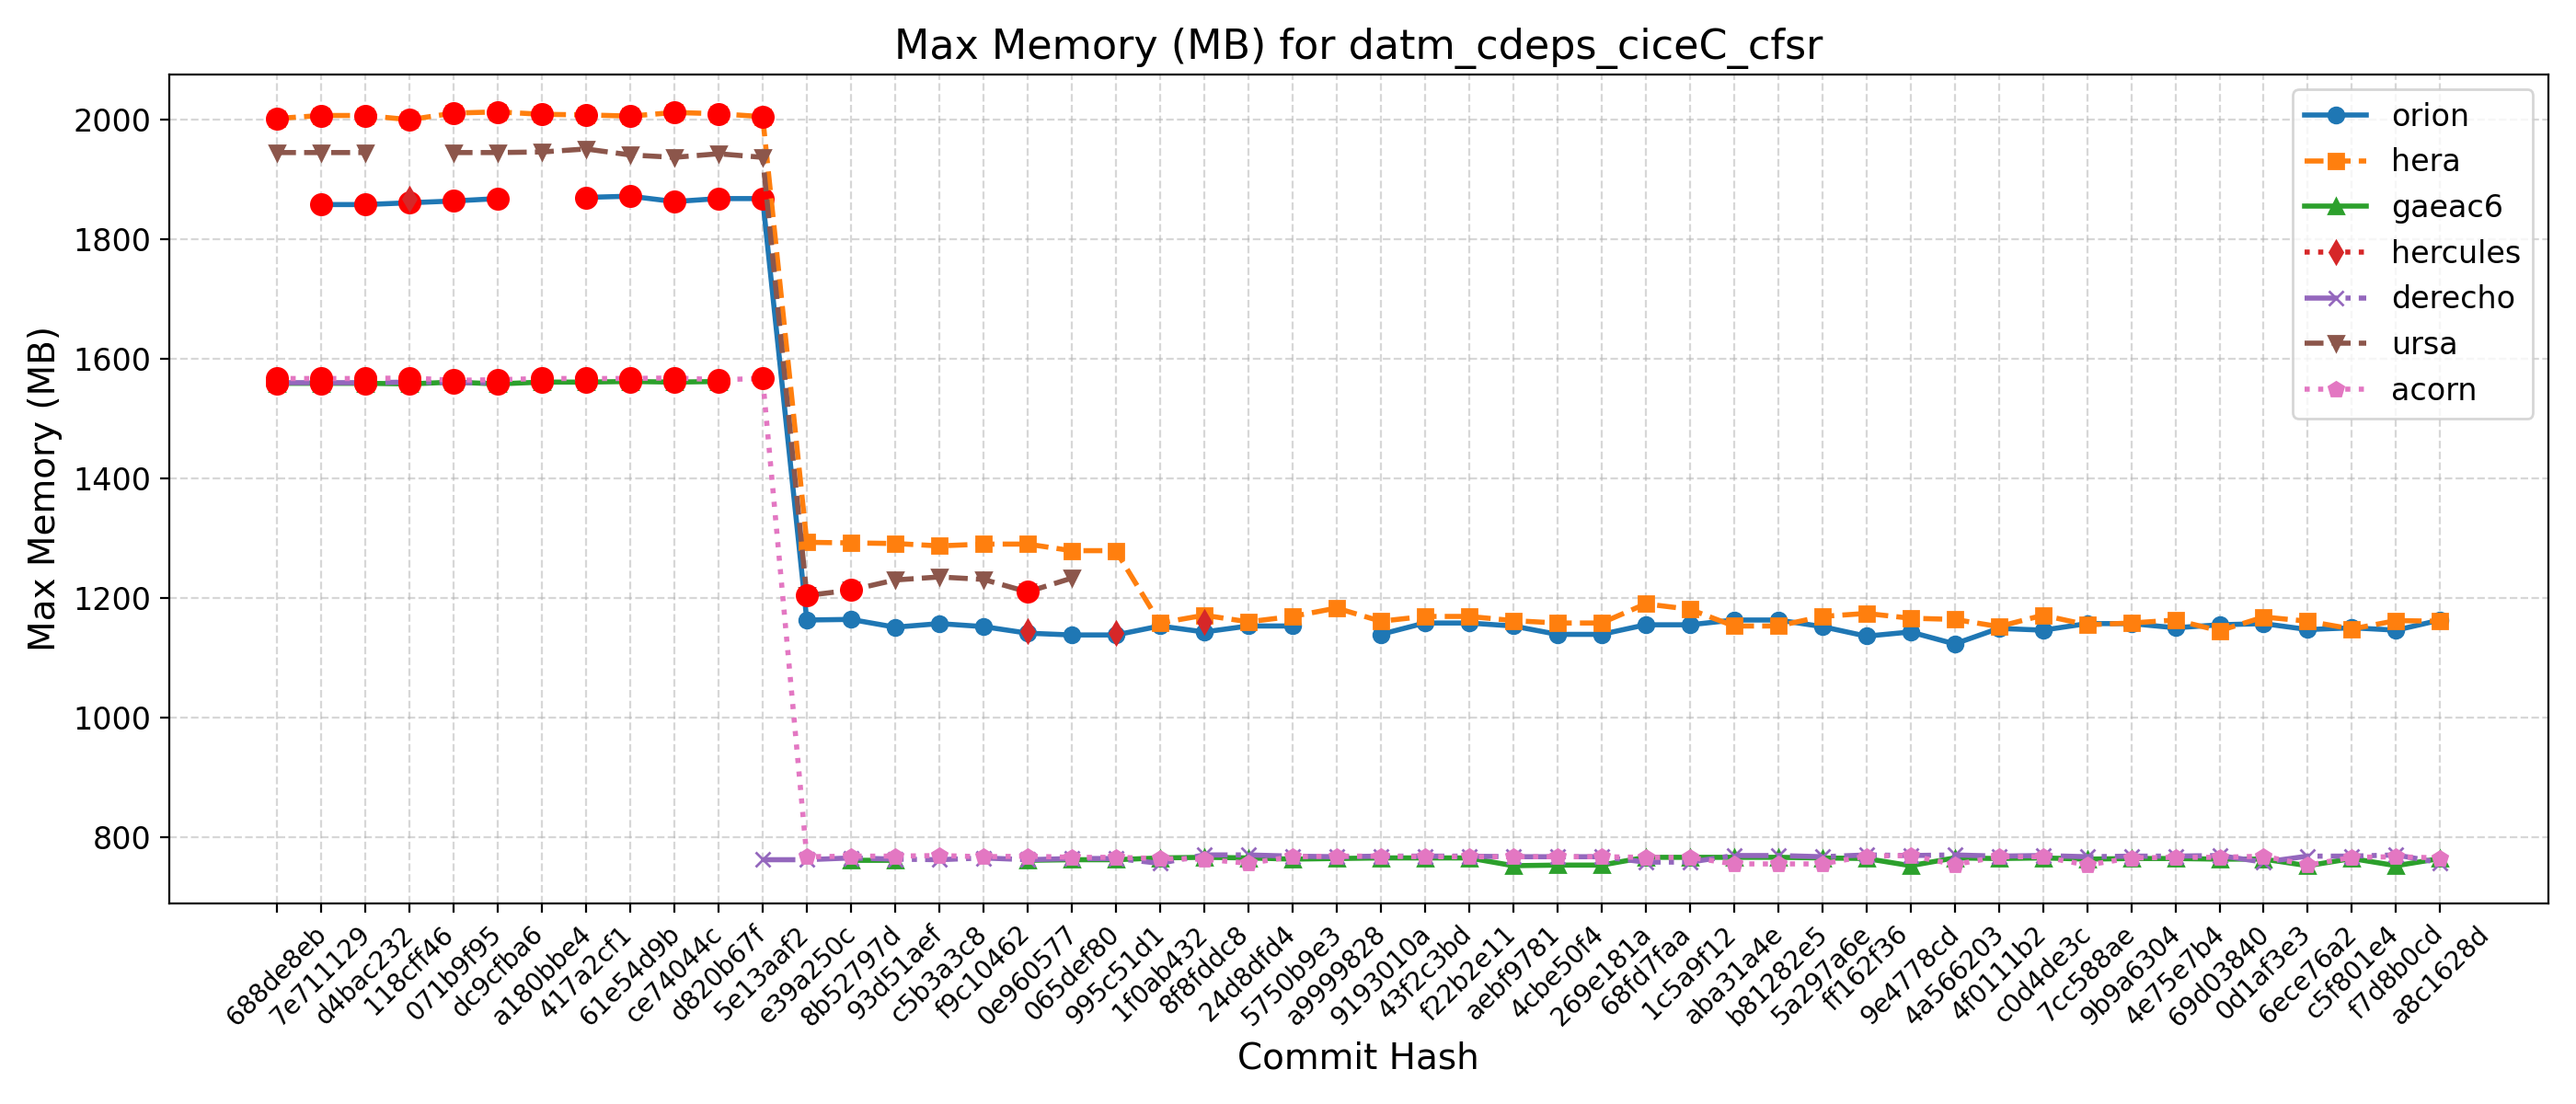 Max Memory (MB) for datm_cdeps_ciceC_cfsr
Max Memory (MB)
2000
1800
1600
1400
1200
1000
800
orion
hera
gaeac6
hercules
derecho
ursa
acorn
688de8eb
7e711129
d4bac232
118cff46
071b9f95
dc9cfba6
a180bbe4
417a2cf1
61e54d9b
ce74044c
d820b67f
5e13aaf2
e39a250c
8b52797d
93d51aef
c5b3a3c8
f9c10462
0e960577
065def80
995c51d1
1f0ab432
8f8fddc8
24d8dfd4
5750b9e3
a9999828
9193010a
43f2c3bd
f22b2e11
aebf9781
4cbe50f4
269e181a
68fd7faa
1c5a9f12
aba31a4e
b81282e5
5a297a6e
ff162f36
9e4778cd
4a566203
4f0111b2
c0d4de3c
7cc588ae
9b9a6304
4e75e7b4
69d03840
0d1af3e3
6ece76a2
c5f801e4
f7d8b0cd
a8c1628d
Commit Hash